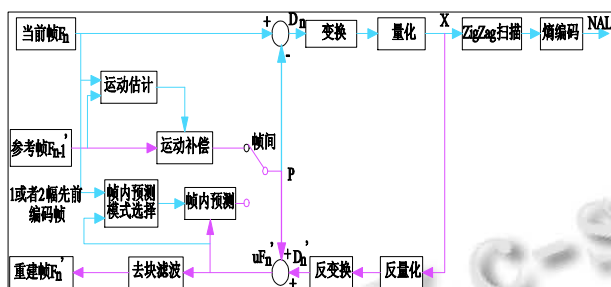 当前帧Fn
+
Dn
-
变换
量化
X
ZigZag扫描
熵编码
NAL
运动估计
参考帧Fn-1'
运动补偿
帧间
P
1或者2幅先前
编码帧
帧内预测
模式选择
帧内预测
重建帧Fn'
去块滤波
uFn'
+
Dn'
+
反变换
反量化